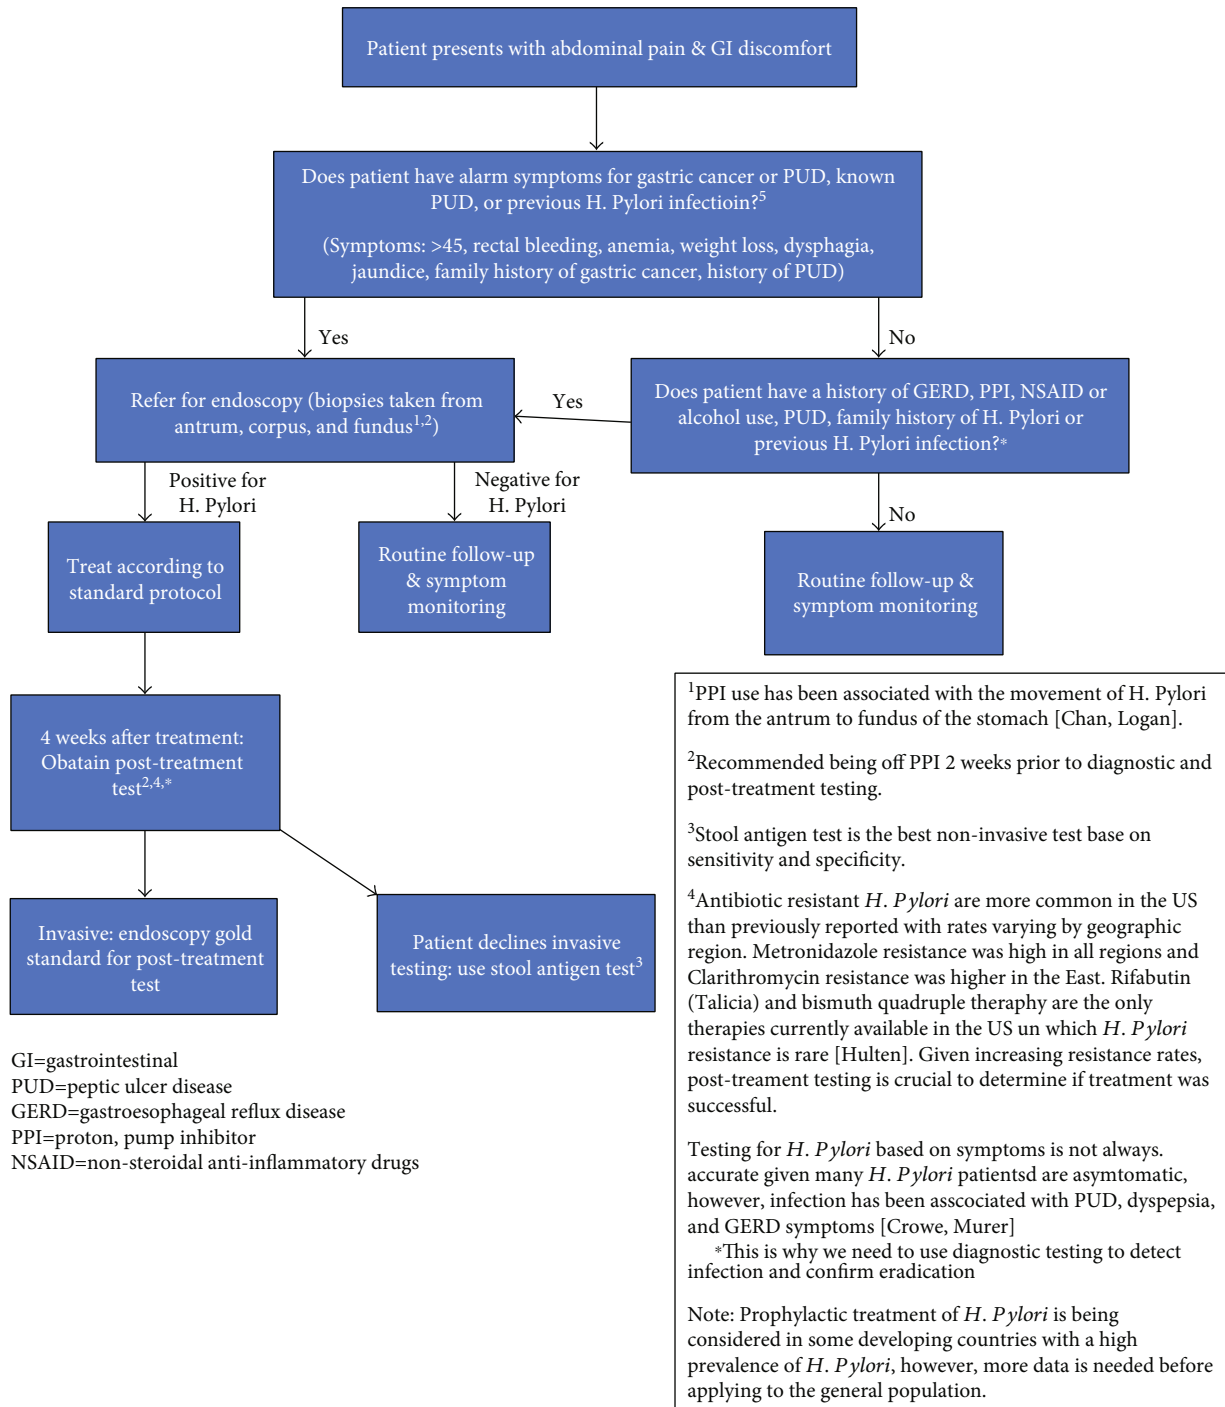 Patient presents with abdominal pain & GI discomfort
Does patient have alarm symptoms for gastric cancer or PUD, known
PUD, or previous H. Pylori infectioin?5
(Symptoms: >45, rectal bleeding, anemia, weight loss, dysphagia,
jaundice, family history of gastric cancer, history of PUD)
Yes
No
Refer for endoscopy (biopsies taken from
antrum, corpus, and fundus1,2)
Yes
Does patient have a history of GERD, PPI, NSAID or
alcohol use, PUD, family history of H. Pylori or
previous H. Pylori infection?*
Positive for
H. Pylori
Negative for
H. Pylori
No
Treat according to
standard protocol
Routine follow-up
& symptom
monitoring
Routine follow-up &
symptom monitoring
4 weeks after treatment:
Obatain post-treatment
test2,4,*
Invasive: endoscopy gold
standard for post-treatment
test
Patient declines invasive
testing: use stool antigen test3
GI=gastrointestinal
PUD=peptic ulcer disease
GERD=gastroesophageal reflux disease
PPI=proton, pump inhibitor
NSAID=non-steroidal anti-inflammatory drugs
1PPI use has been associated with the movement of H. Pylori
from the antrum to fundus of the stomach [Chan, Logan].
2Recommended being off PPI 2 weeks prior to diagnostic and
post-treatment testing.
3Stool antigen test is the best non-invasive test base on
sensitivity and specificity.
4Antibiotic resistant H. Pylori are more common in the US
than previously reported with rates varying by geographic
region. Metronidazole resistance was high in all regions and
Clarithromycin resistance was higher in the East. Rifabutin
(Talicia) and bismuth quadruple theraphy are the only
therapies currently available in the US un which H. Pylori
resistance is rare [Hulten]. Given increasing resistance rates,
post-treament testing is crucial to determine if treatment was
successful.
Testing for H. Pylori based on symptoms is not always.
accurate given many H. Pylori patientsd are asymtomatic,
however, infection has been asscociated with PUD, dyspepsia,
and GERD symptoms [Crowe, Murer]
*This is why we need to use diagnostic testing to detect
infection and confirm eradication
Note: Prophylactic treatment of H. Pylori is being
considered in some developing countries with a high
prevalence of H. Pylori, however, more data is needed before
applying to the general population.